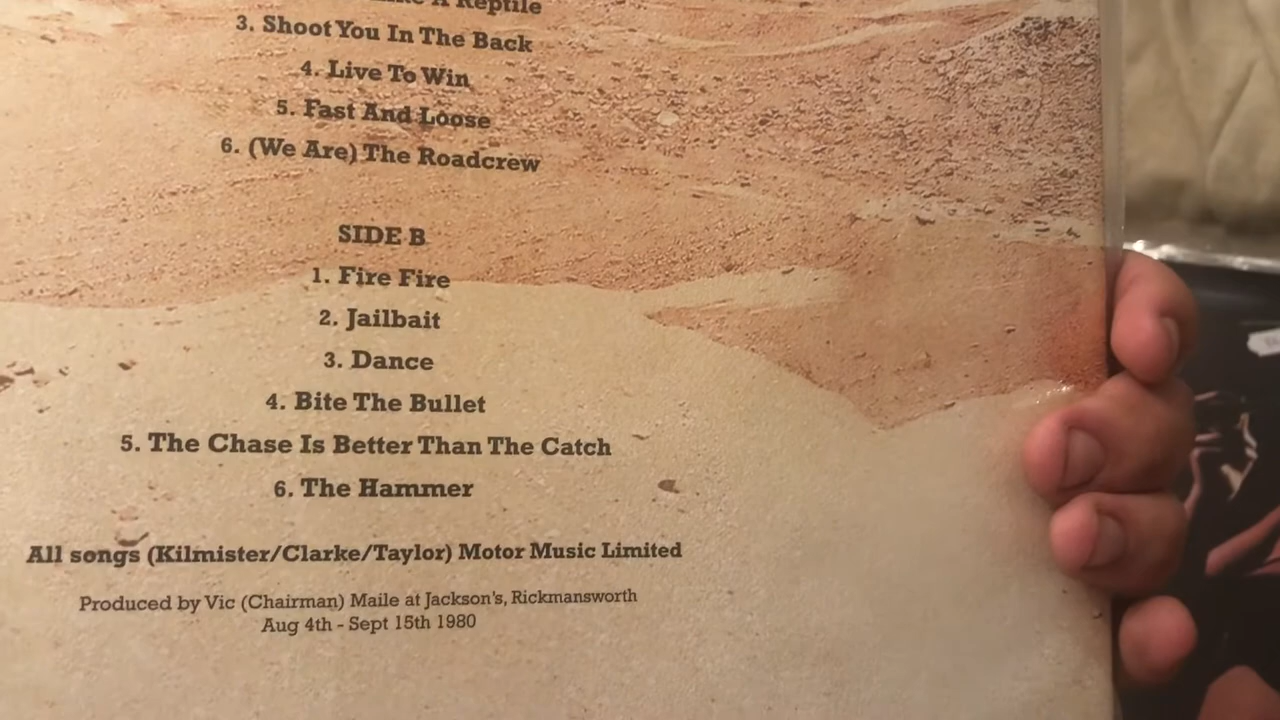 A Reptile
3. Shoot You In The Back
4. Live To Win
5. Fast And Loose
6. (We Are) The Roadcrew
SIDE B
1. Fire Fire
2. Jailbait
3. Dance
4. Bite The Bullet
5. The Chase Is Better Than The Catch
6. The Hammer
All songs (Kilmister/Clarke/Taylor) Motor Music Limited
Produced by Vic (Chairman) Maile at Jackson's, Rickmansworth
Aug 4th - Sept 15th 1980